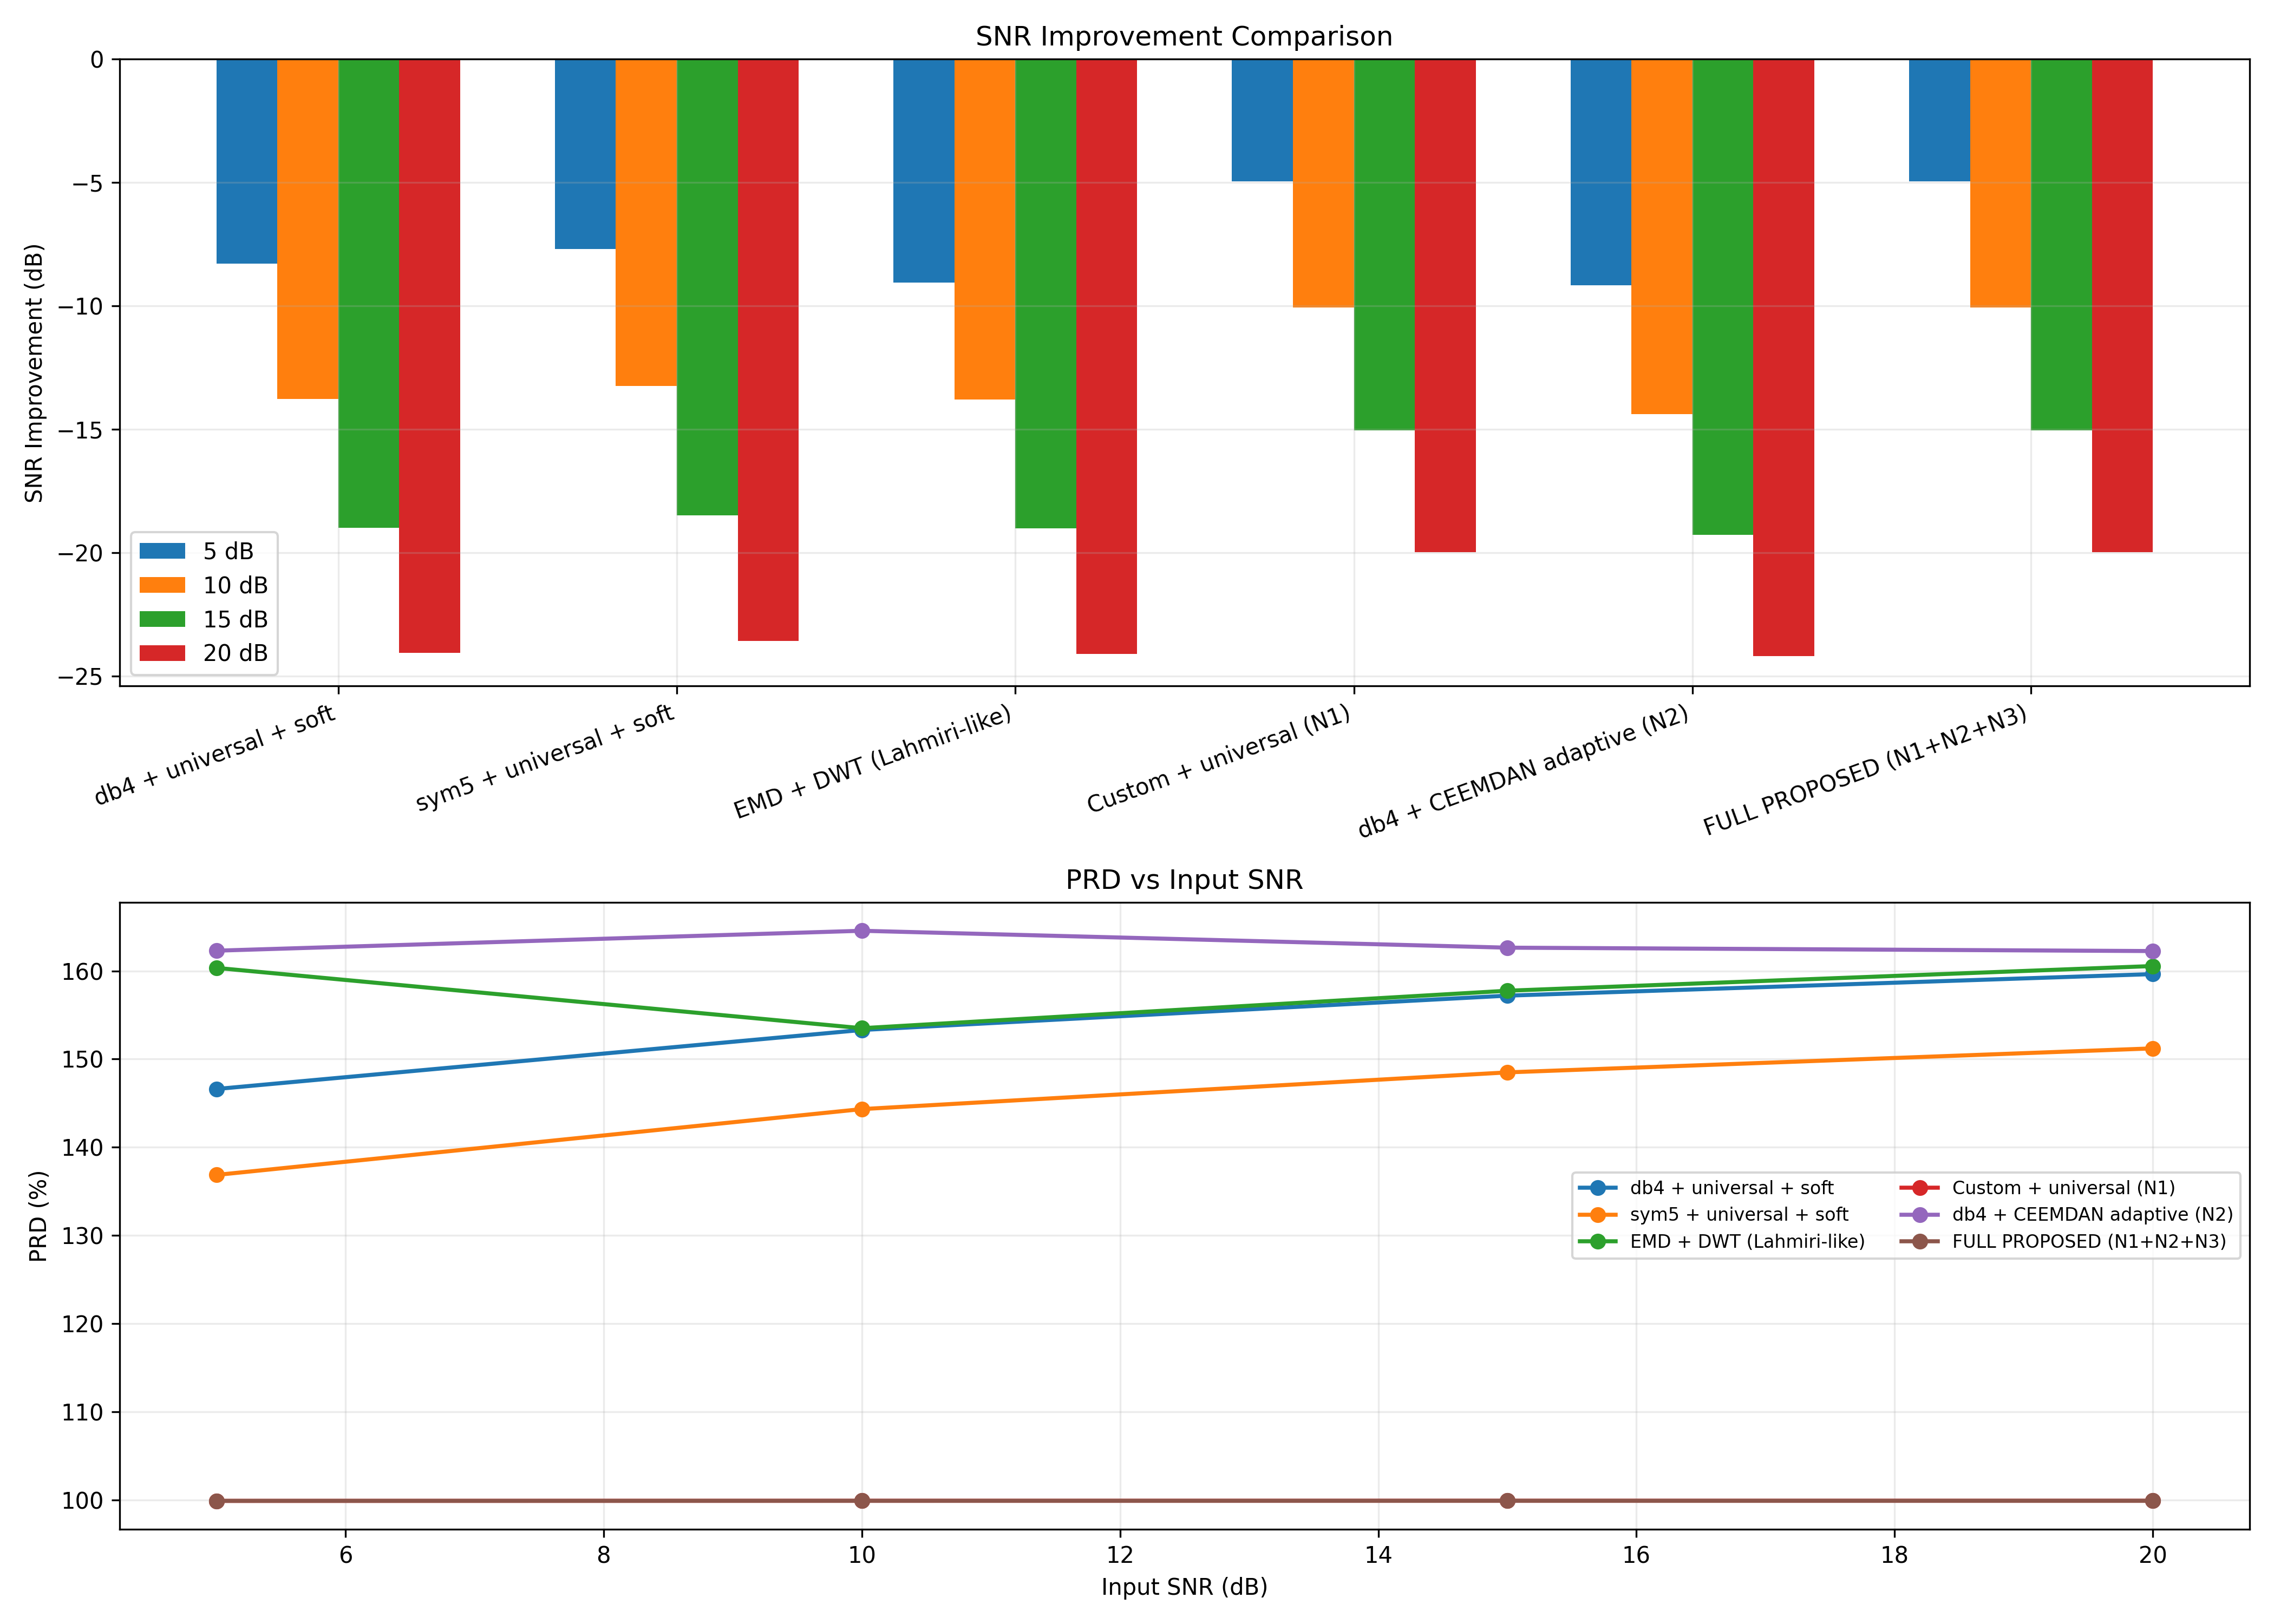 SNR Improvement Comparison
SNR Improvement (dB)
0
−5
−10
−15
−20
−25
5 dB
10 dB
15 dB
20 dB
db4 + universal + soft
sym5 + universal + soft
EMD + DWT (Lahmiri-like)
Custom + universal (N1)
db4 + CEEMDAN adaptive (N2)
FULL PROPOSED (N1+N2+N3)
PRD vs Input SNR
PRD (%)
160
150
140
130
120
110
100
db4 + universal + soft
sym5 + universal + soft
EMD + DWT (Lahmiri-like)
Custom + universal (N1)
db4 + CEEMDAN adaptive (N2)
FULL PROPOSED (N1+N2+N3)
6 8 10 12 14 16 18 20
Input SNR (dB)